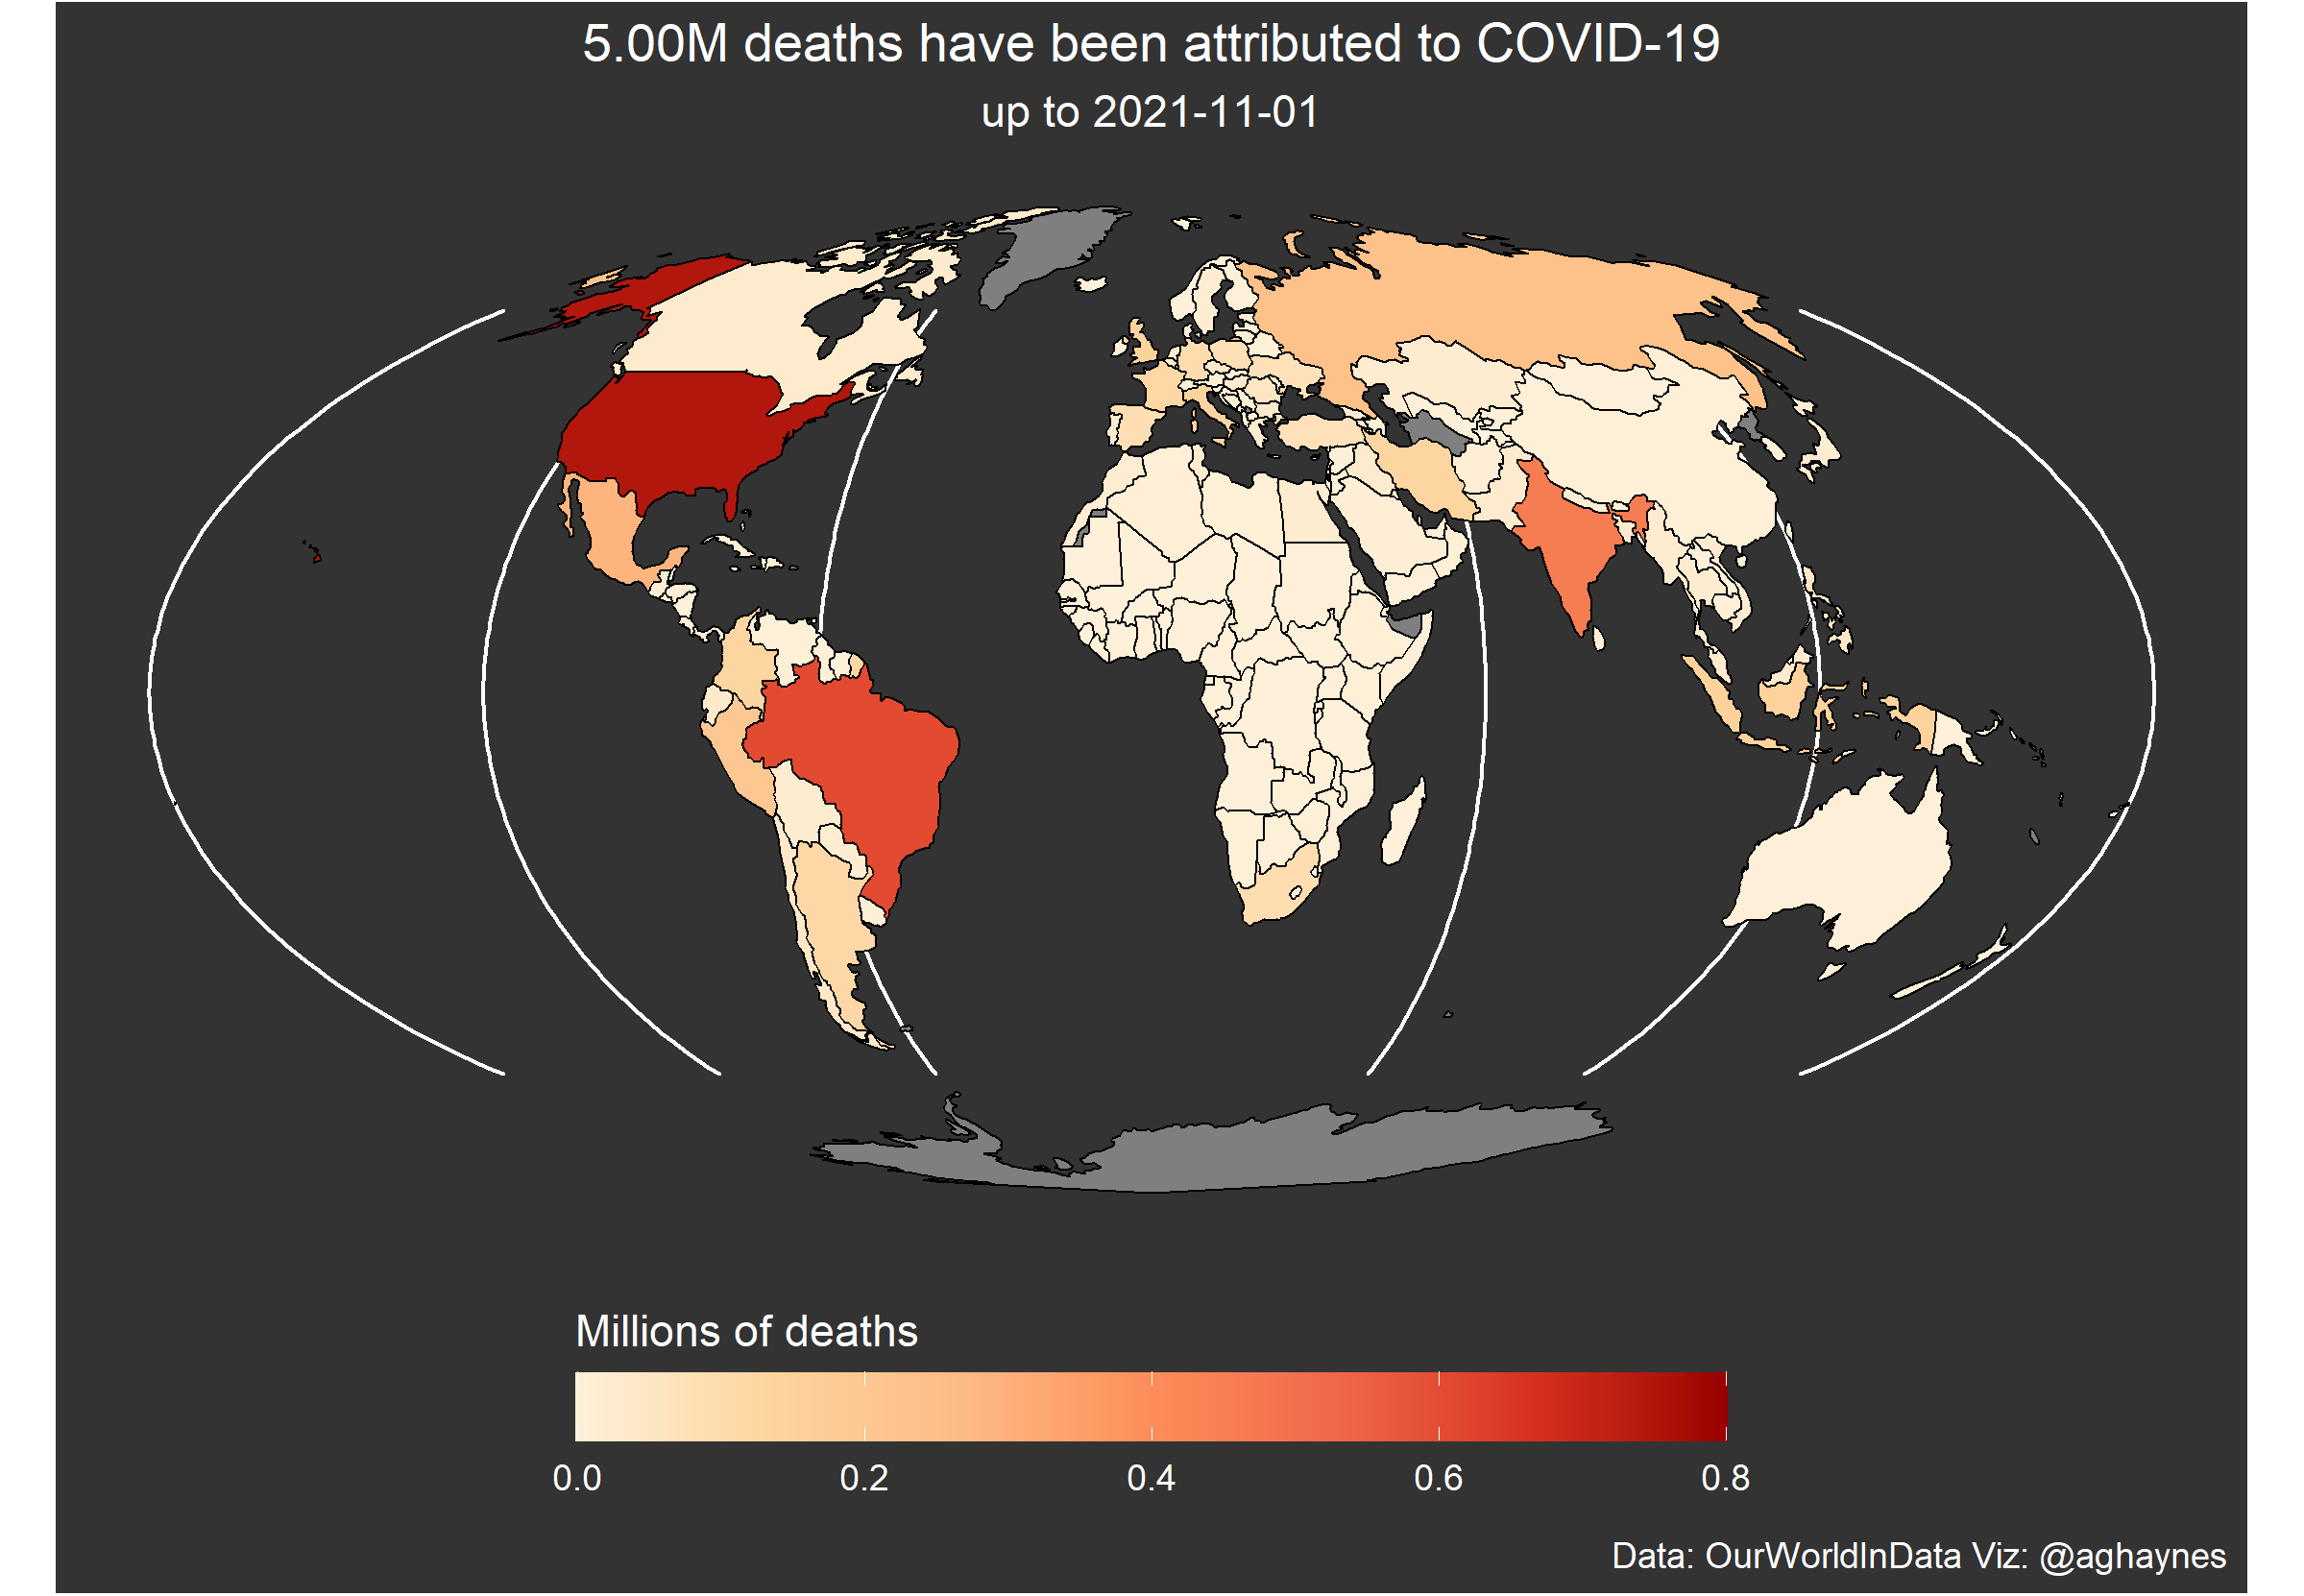 5.00M deaths have been attributed to COVID-19
up to 2021-11-01
Millions of deaths
0.0 0.2 0.4 0.6 0.8
Data: OurWorldInData Viz: @aghaynes